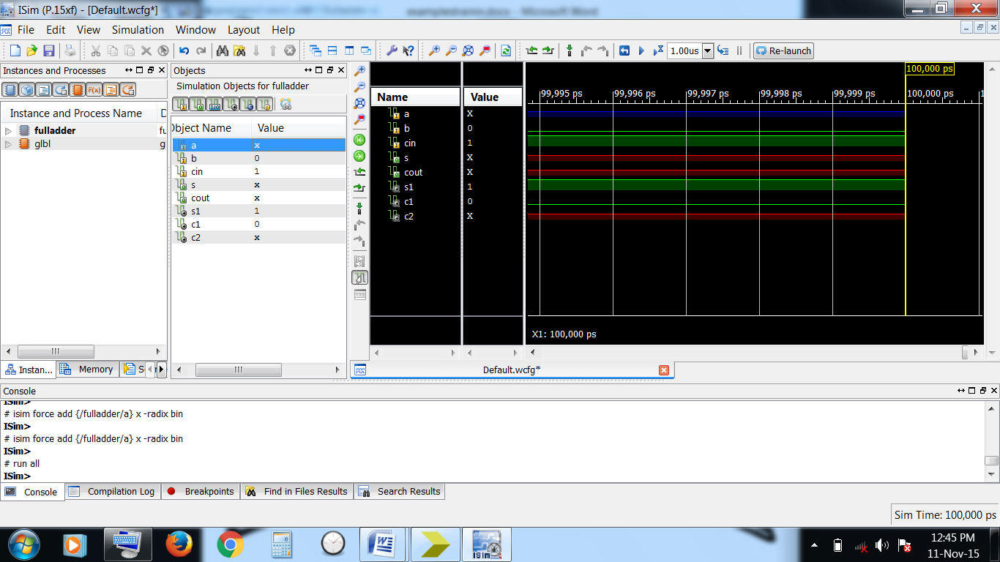 ISim (P.15xf) - [Default.wcfg*]
File Edit View Simulation Window Layout Help
1.00us Re-launch
Instances and Processes
Instance and Process Name D
fulladder fu
glbl g
Instan... Memory S
Objects
Simulation Objects for fulladder
Object Name Value
a x
b 0
cin 1
s x
cout x
s1 1
c1 0
c2 x
Name Value
a X
b 0
cin 1
s X
cout X
s1 1
c1 0
c2 X
100,000 ps
99,995 ps 99,996 ps 99,997 ps 99,998 ps 99,999 ps 100,000 ps 1
X1: 100,000 ps
Default.wcfg*
Console
ISim>
# isim force add {/fulladder/a} x -radix bin
ISim>
# isim force add {/fulladder/a} x -radix bin
ISim>
# run all
ISim>
Console Compilation Log Breakpoints Find in Files Results Search Results
Sim Time: 100,000 ps
12:45 PM
11-Nov-15